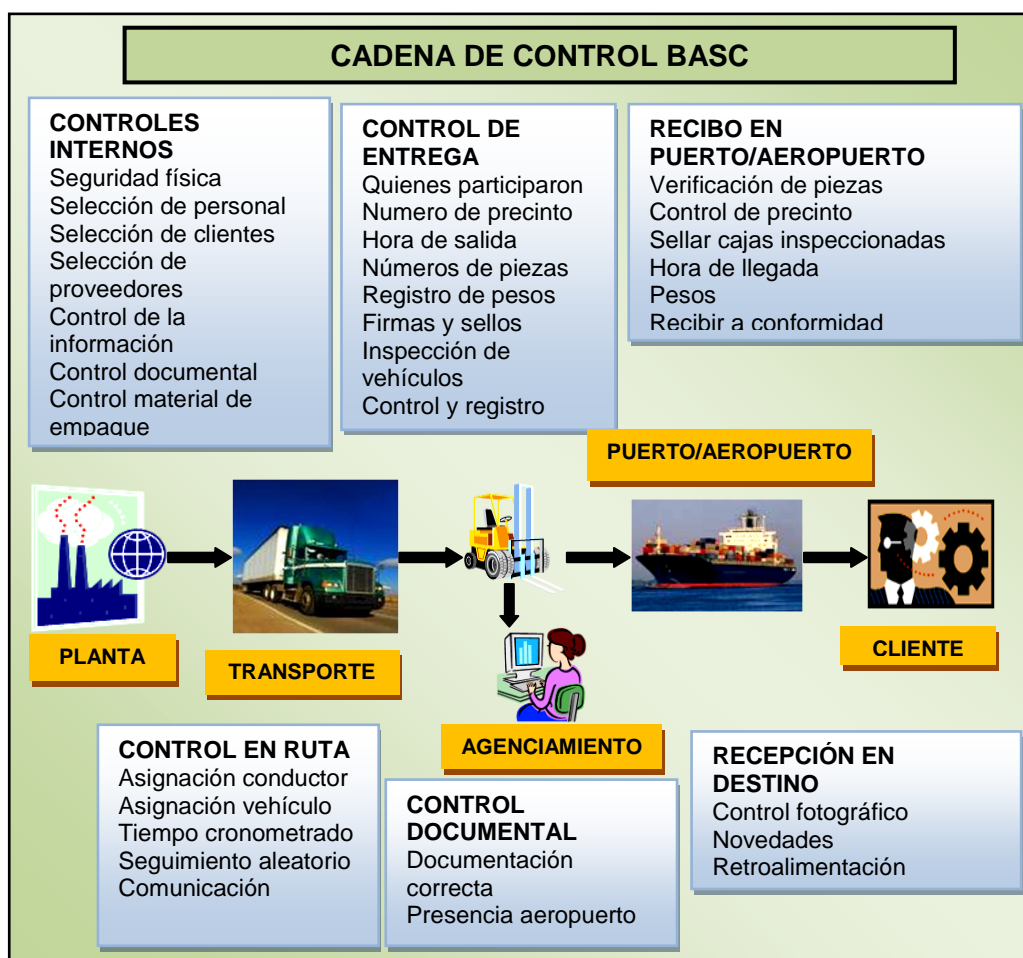 CADENA DE CONTROL BASC
CONTROLES
INTERNOS
Seguridad física
Selección de personal
Selección de clientes
Selección de
proveedores
Control de la
información
Control documental
Control material de
empaque
CONTROL DE
ENTREGA
Quienes participaron
Numero de precinto
Hora de salida
Números de piezas
Registro de pesos
Firmas y sellos
Inspección de
vehículos
Control y registro
RECIBO EN
PUERTO/AEROPUERTO
Verificación de piezas
Control de precinto
Sellar cajas inspeccionadas
Hora de llegada
Pesos
Recibir a conformidad
PUERTO/AEROPUERTO
PLANTA
TRANSPORTE
CLIENTE
AGENCIAMIENTO
CONTROL EN RUTA
Asignación conductor
Asignación vehículo
Tiempo cronometrado
Seguimiento aleatorio
Comunicación
CONTROL
DOCUMENTAL
Documentación
correcta
Presencia aeropuerto
RECEPCIÓN EN
DESTINO
Control fotográfico
Novedades
Retroalimentación